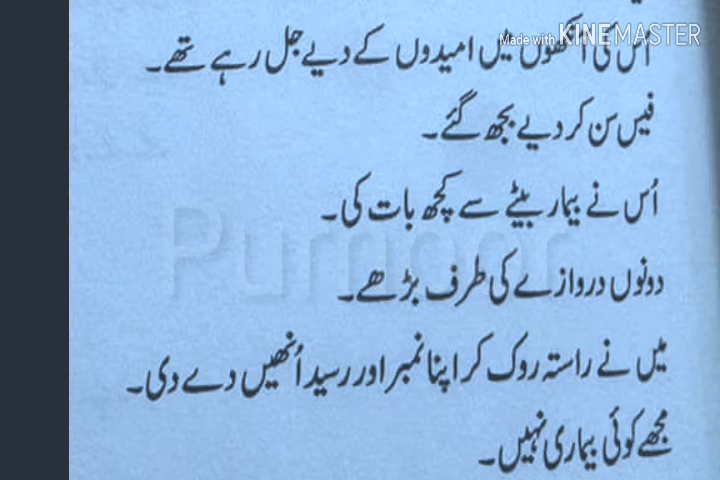 Made with KINEMASTER
اس کی آنکھوں میں امیدوں کے دیے جل رہے تھے۔
فیس سن کر دیے بجھ گئے۔
اُس نے بیمار بیٹے سے کچھ بات کی۔
Purnoor
دونوں دروازے کی طرف بڑھے۔
میں نے راستہ روک کر اپنا نمبر اور رسید اُنھیں دے دی۔
مجھے کوئی بیماری نہیں۔